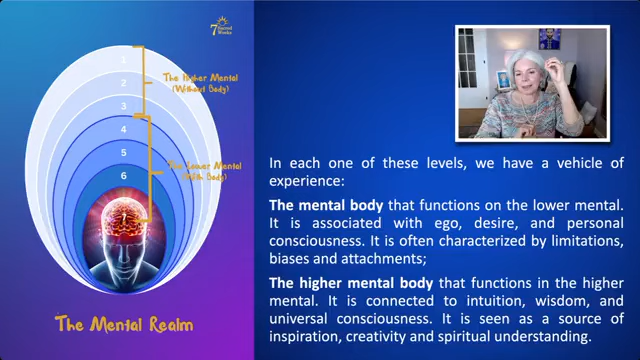 7 Sacred
Weeks
1
2
3
4
5
6
7
The Higher Mental
(Without Body)
The Lower Mental
(With Body)
The Mental Realm
In each one of these levels, we have a vehicle of
experience:
The mental body that functions on the lower mental.
It is associated with ego, desire, and personal
consciousness. It is often characterized by limitations,
biases and attachments;
The higher mental body that functions in the higher
mental. It is connected to intuition, wisdom, and
universal consciousness. It is seen as a source of
inspiration, creativity and spiritual understanding.